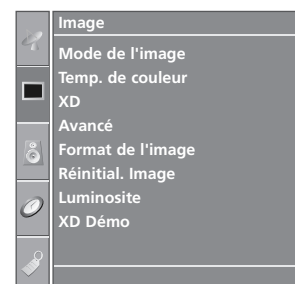 Image
Mode de l'image
Temp. de couleur
XD
Avancé
Format de l'image
Réinitial. Image
Luminosite
XD Démo